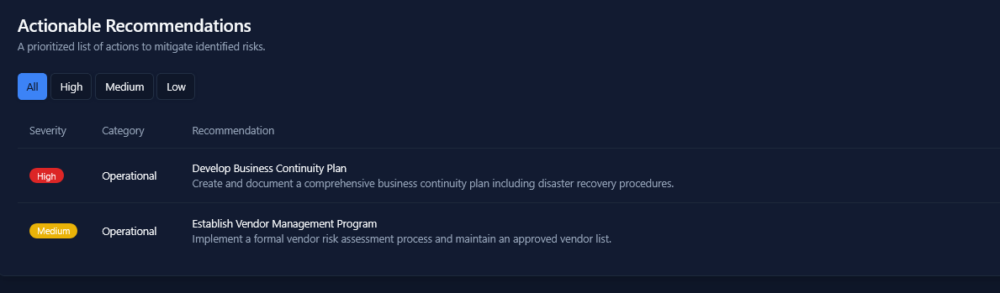 Actionable Recommendations
A prioritized list of actions to mitigate identified risks.
All High Medium Low
Severity Category Recommendation
High Operational Develop Business Continuity Plan
Create and document a comprehensive business continuity plan including disaster recovery procedures.
Medium Operational Establish Vendor Management Program
Implement a formal vendor risk assessment process and maintain an approved vendor list.